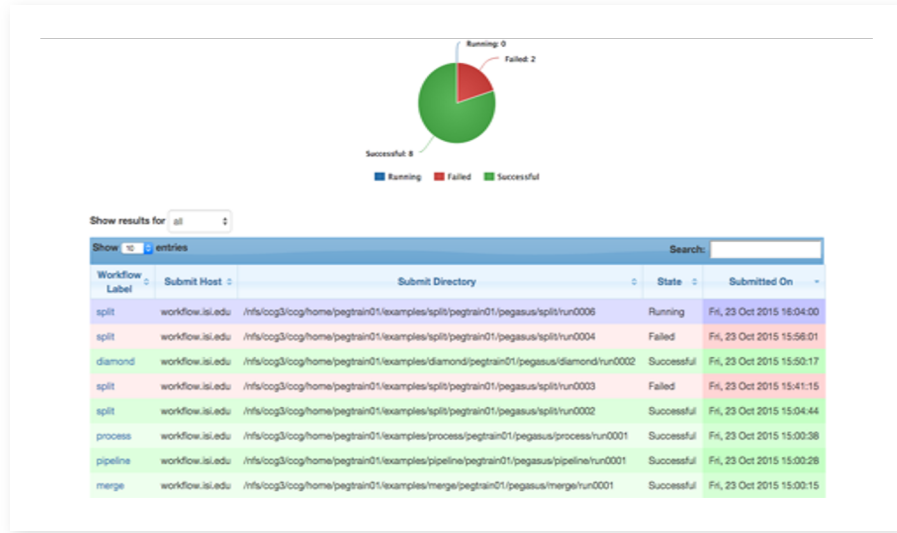 Running: 0
Failed: 2
Successful: 8
Running Failed Successful
Show results for all
Show 10 entries Search:
Workflow Label Submit Host Submit Directory State Submitted On
split workflow.isi.edu /nfs/ccg3/ccg/home/pegtrain01/examples/split/pegtrain01/pegasus/split/run0006 Running Fri, 23 Oct 2015 16:04:00
split workflow.isi.edu /nfs/ccg3/ccg/home/pegtrain01/examples/split/pegtrain01/pegasus/split/run0004 Failed Fri, 23 Oct 2015 15:56:01
diamond workflow.isi.edu /nfs/ccg3/ccg/home/pegtrain01/examples/diamond/pegtrain01/pegasus/diamond/run0002 Successful Fri, 23 Oct 2015 15:50:17
split workflow.isi.edu /nfs/ccg3/ccg/home/pegtrain01/examples/split/pegtrain01/pegasus/split/run0003 Failed Fri, 23 Oct 2015 15:41:15
split workflow.isi.edu /nfs/ccg3/ccg/home/pegtrain01/examples/split/pegtrain01/pegasus/split/run0002 Successful Fri, 23 Oct 2015 15:04:44
process workflow.isi.edu /nfs/ccg3/ccg/home/pegtrain01/examples/process/pegtrain01/pegasus/process/run0001 Successful Fri, 23 Oct 2015 15:00:38
pipeline workflow.isi.edu /nfs/ccg3/ccg/home/pegtrain01/examples/pipeline/pegtrain01/pegasus/pipeline/run0001 Successful Fri, 23 Oct 2015 15:00:28
merge workflow.isi.edu /nfs/ccg3/ccg/home/pegtrain01/examples/merge/pegtrain01/pegasus/merge/run0001 Successful Fri, 23 Oct 2015 15:00:15